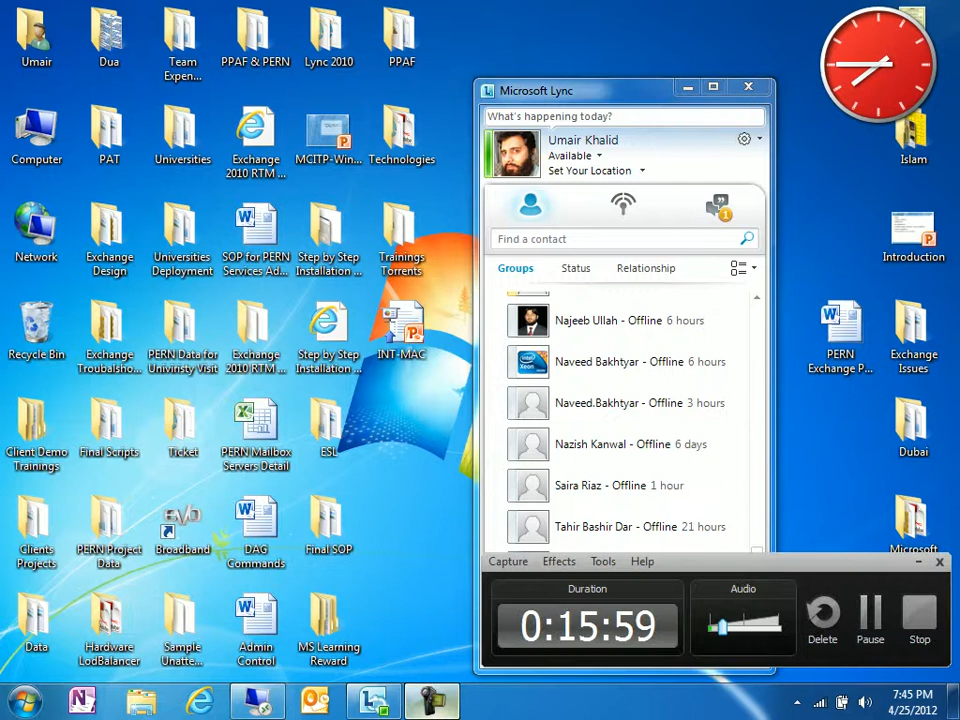 Umair
Dua
Team
Expen...
PPAF & PERN
Lync 2010
PPAF
Computer
PAT
Universities
Exchange
2010 RTM ...
MCITP-Win...
Technologies
Network
Exchange
Design
Universities
Deployment
SOP for PERN
Services Ad...
Step by Step
Installation ...
Trainings
Torrents
Recycle Bin
Exchange
Troubalsho...
PERN Data for
Univiristy Visit
Exchange
2010 RTM ...
Step by Step
Installation ...
INT-MAC
Client Demo
Trainings
Final Scripts
Ticket
PERN Mailbox
Servers Detail
ESL
Clients
Projects
PERN Project
Data
evo
Broadband
DAG
Commands
Final SOP
Data
Hardware
LodBalancer
Sample
Unatte...
Admin
Control
MS Learning
Reward
Microsoft Lync
What's happening today?
Umair Khalid
Available
Set Your Location
1
Find a contact
Groups
Status
Relationship
Najeeb Ullah - Offline 6 hours
Naveed Bakhtyar - Offline 6 hours
Naveed.Bakhtyar - Offline 3 hours
Nazish Kanwal - Offline 6 days
Saira Riaz - Offline 1 hour
Tahir Bashir Dar - Offline 21 hours
Islam
Introduction
PERN
Exchange P...
Exchange
Issues
Dubai
Microsoft
Capture
Effects
Tools
Help
Duration
0:15:59
Audio
Delete
Pause
Stop
7:45 PM
4/25/2012